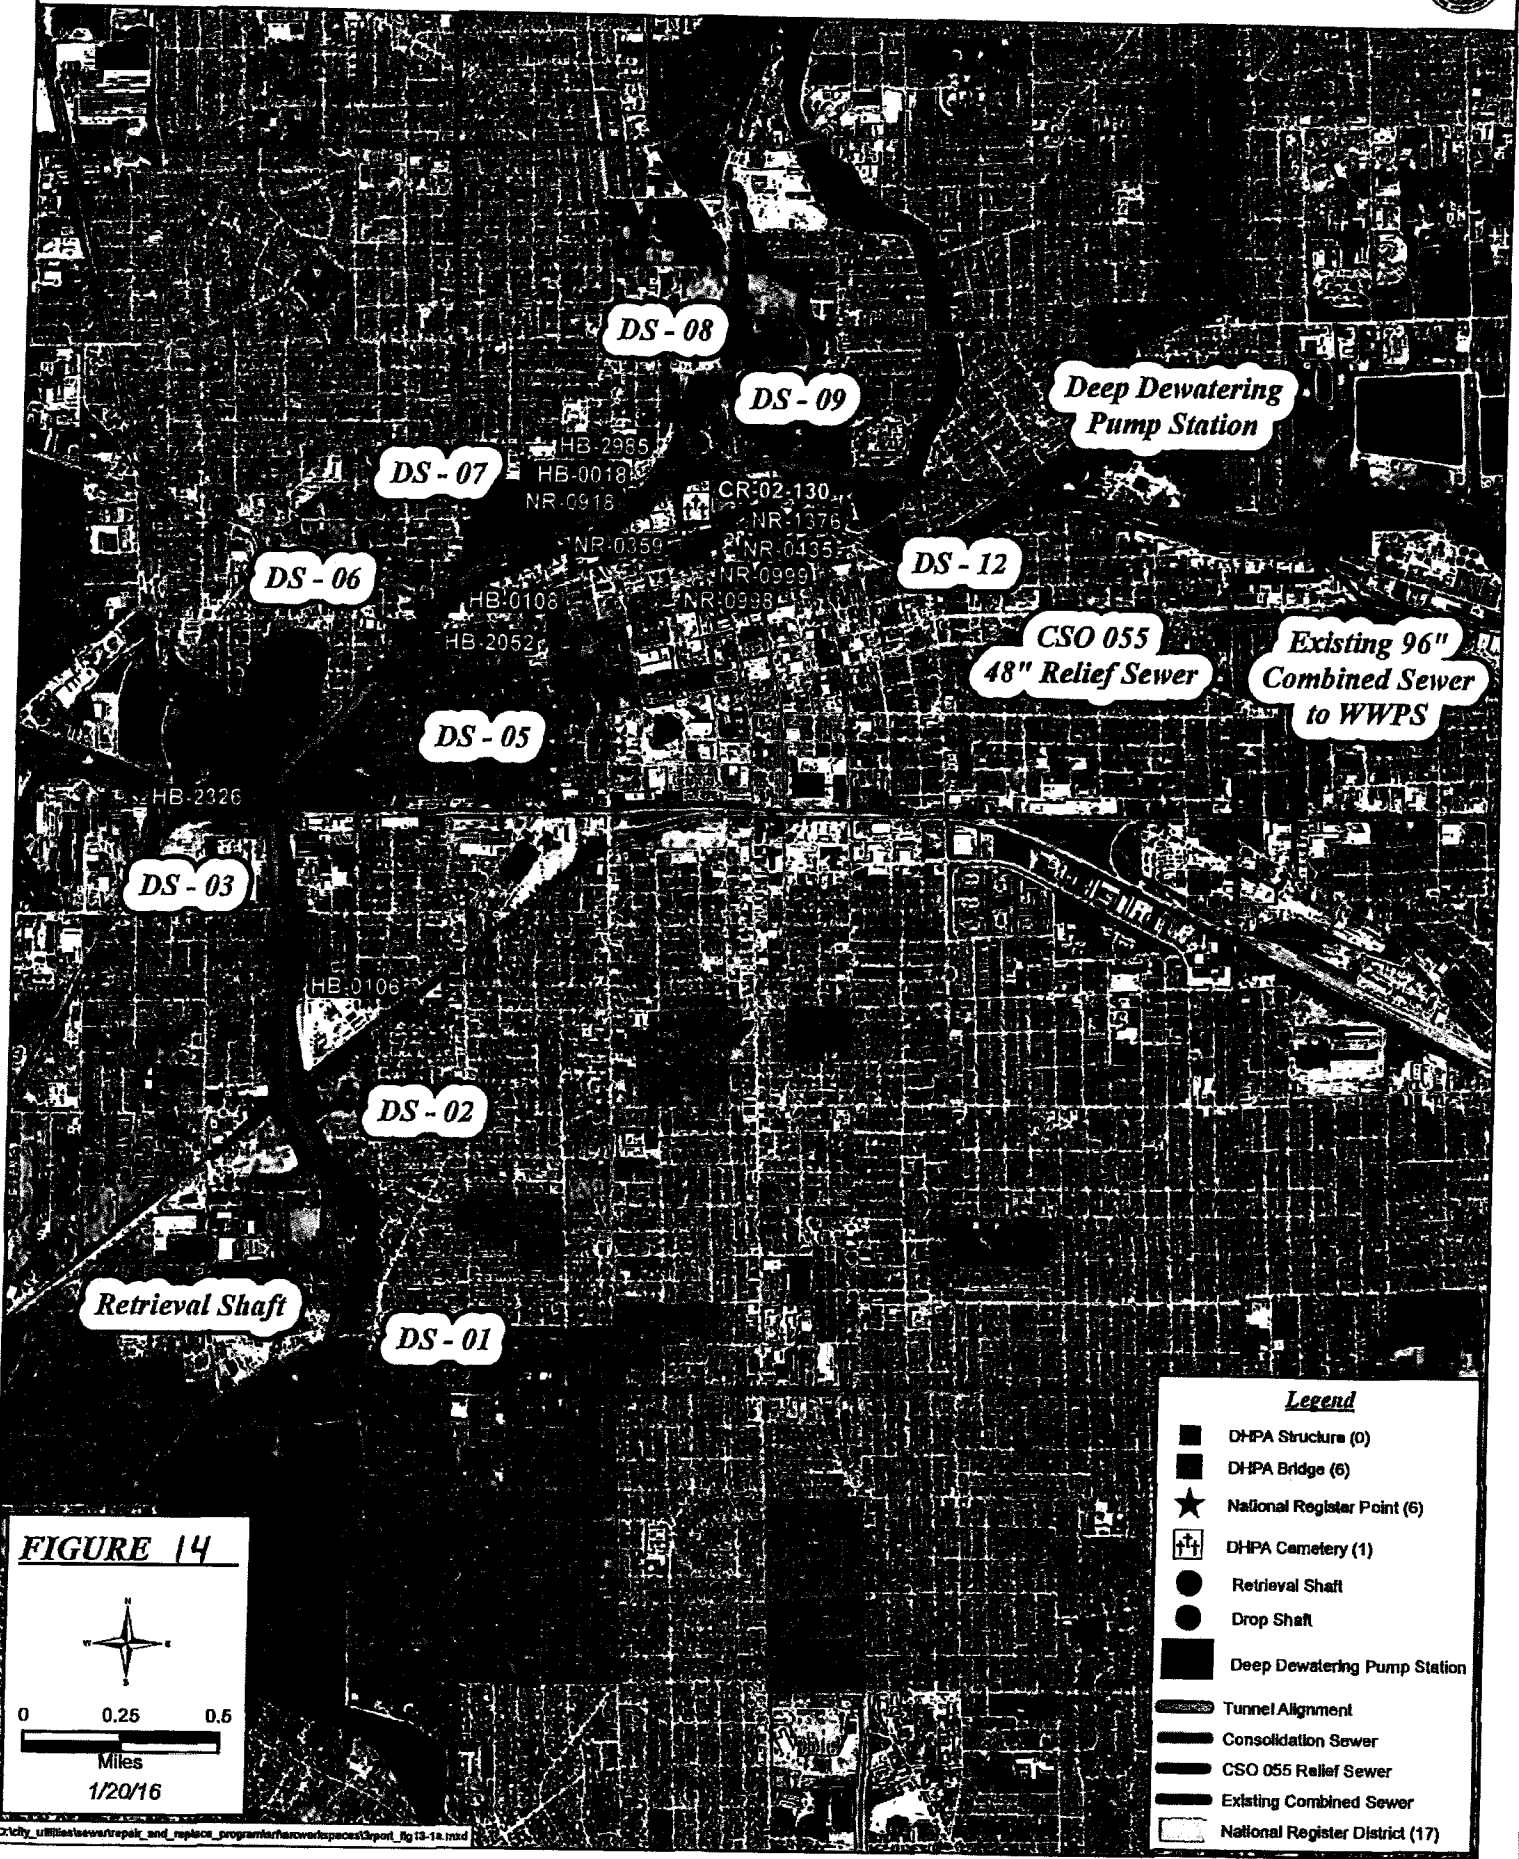 DS - 08
DS - 09
Deep Dewatering
Pump Station
HB-2985
DS - 07
HB-0018
NR-0918
CR-02-130
NR-1376
NR-0359
NR-0435
DS - 12
DS - 06
NR-0999
HB-0108
NR-0998
HB-2052
CSO 055
48" Relief Sewer
Existing 96"
Combined Sewer
to WWPS
DS - 05
HB-2326
DS - 03
HB-0106
DS - 02
Retrieval Shaft
DS - 01
Legend
DHPA Structure (0)
DHPA Bridge (6)
National Register Point (6)
DHPA Cemetery (1)
Retrieval Shaft
Drop Shaft
Deep Dewatering Pump Station
Tunnel Alignment
Consolidation Sewer
CSO 055 Relief Sewer
Existing Combined Sewer
National Register District (17)
FIGURE 14
N
W E
S
0 0.25 0.5
Miles
1/20/16